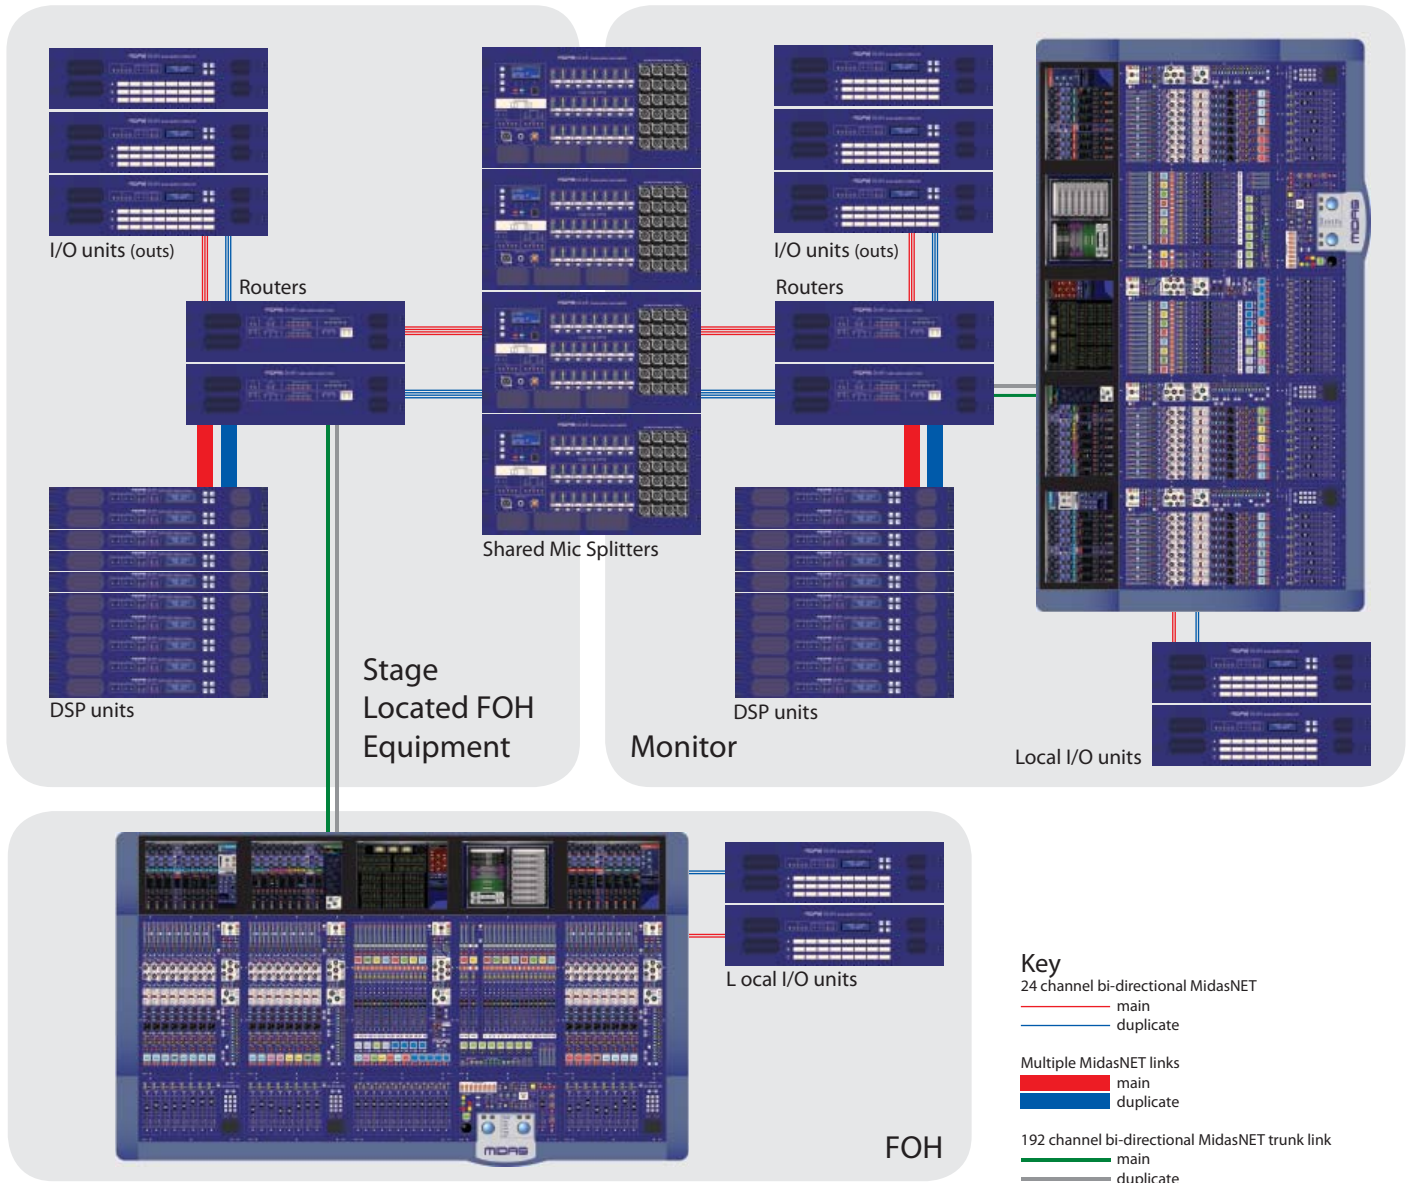 I/O units (outs)
Routers
DSP units
Stage
Located FOH
Equipment
Shared Mic Splitters
I/O units (outs)
Routers
DSP units
Monitor
MIDAS
Local I/O units
L ocal I/O units
MIDAS
FOH
Key
24 channel bi-directional MidasNET
main
duplicate
Multiple MidasNET links
main
duplicate
192 channel bi-directional MidasNET trunk link
main
duplicate